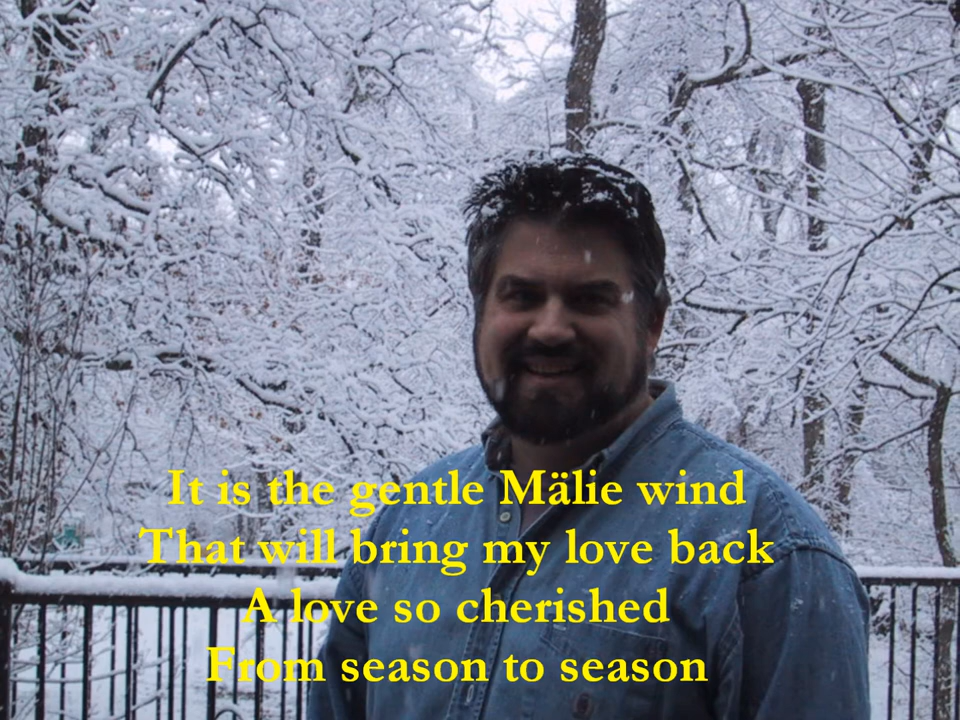 It is the gentle Mälie wind
That will bring my love back
A love so cherished
From season to season